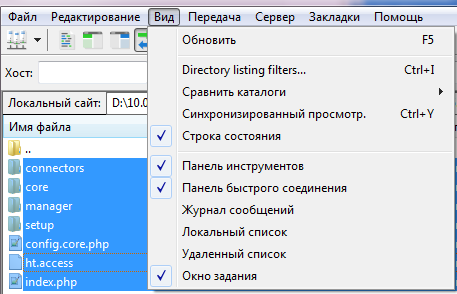 Файл Редактирование Вид Передача Сервер Закладки Помощь
Обновить F5
Хост:
Directory listing filters... Ctrl+I
Сравнить каталоги
Локальный сайт: D:\10.0
Синхронизированный просмотр. Ctrl+Y
Имя файла
Строка состояния
..
connectors
Панель инструментов
core
Панель быстрого соединения
manager
Журнал сообщений
setup
Локальный список
config.core.php
Удаленный список
ht.access
Окно задания
index.php